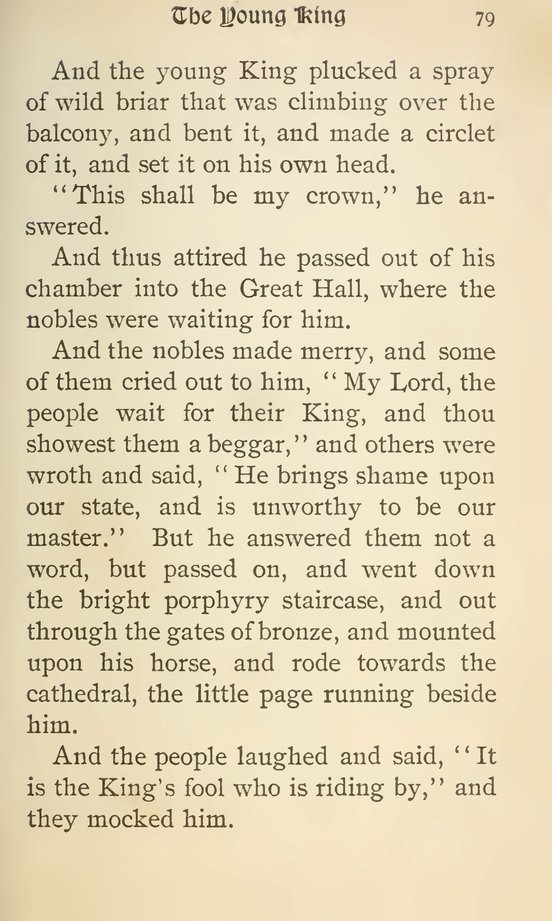 The Young King 79
And the young King plucked a spray
of wild briar that was climbing over the
balcony, and bent it, and made a circlet
of it, and set it on his own head.
"This shall be my crown," he an-
swered.
And thus attired he passed out of his
chamber into the Great Hall, where the
nobles were waiting for him.
And the nobles made merry, and some
of them cried out to him, "My Lord, the
people wait for their King, and thou
showest them a beggar," and others were
wroth and said, "He brings shame upon
our state, and is unworthy to be our
master." But he answered them not a
word, but passed on, and went down
the bright porphyry staircase, and out
through the gates of bronze, and mounted
upon his horse, and rode towards the
cathedral, the little page running beside
him.
And the people laughed and said, "It
is the King's fool who is riding by," and
they mocked him.